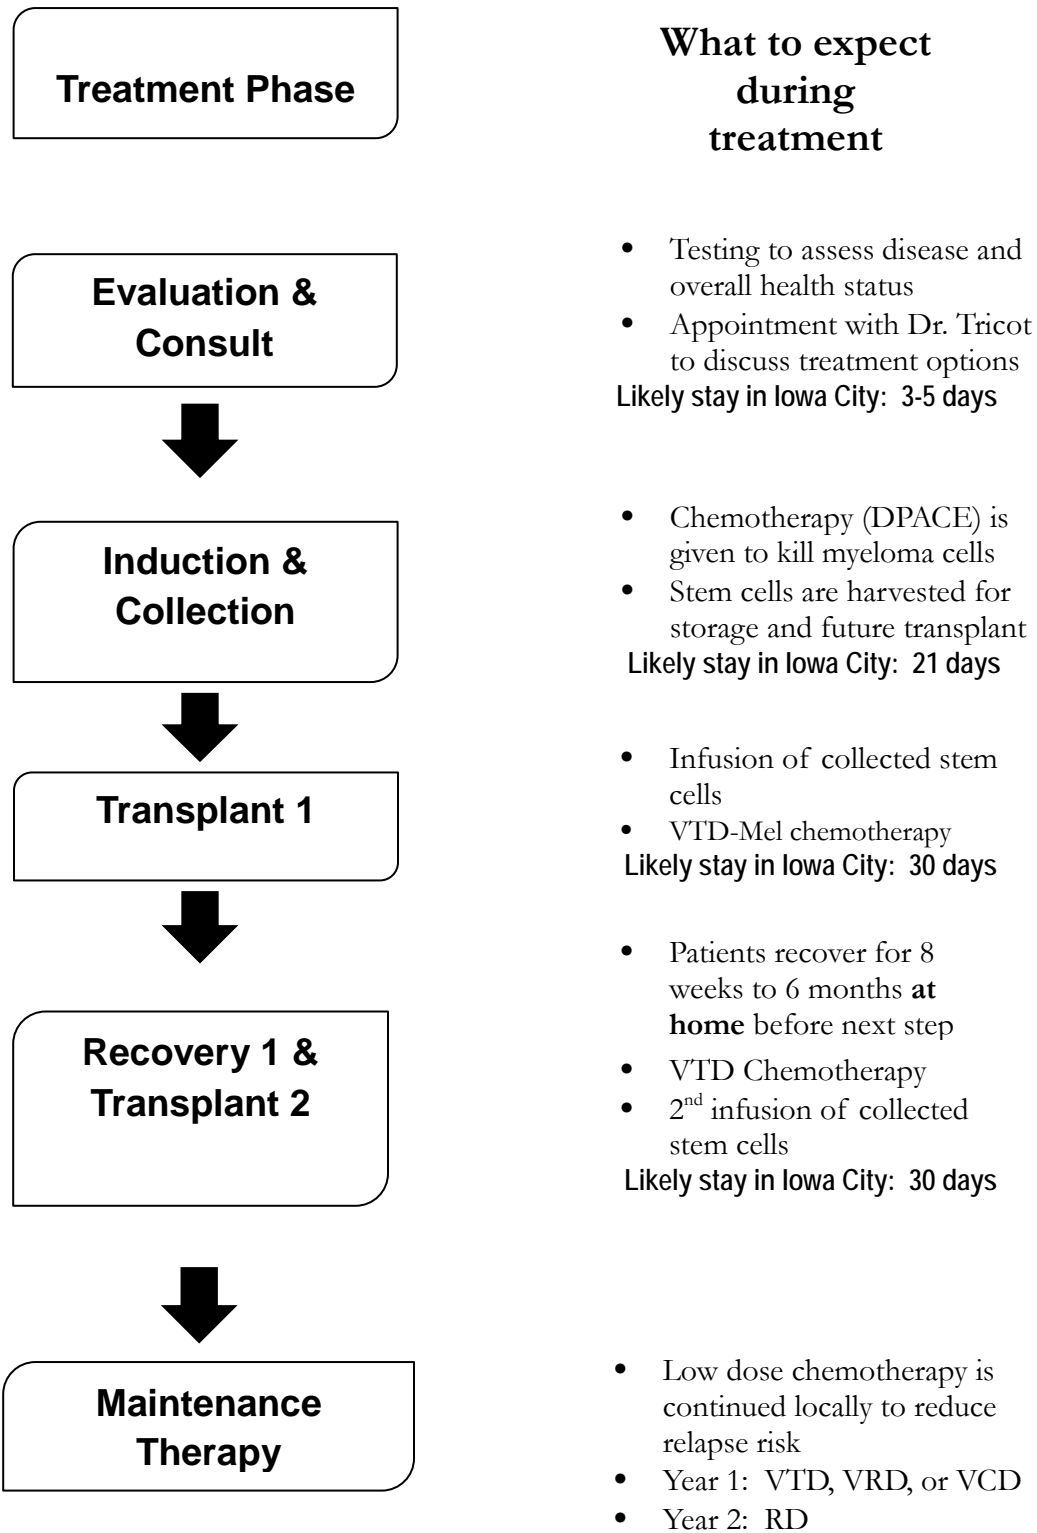 Treatment Phase
What to expect
during
treatment
Evaluation &
Consult
• Testing to assess disease and
overall health status
• Appointment with Dr. Tricot
to discuss treatment options
Likely stay in Iowa City: 3-5 days
Induction &
Collection
• Chemotherapy (DPACE) is
given to kill myeloma cells
• Stem cells are harvested for
storage and future transplant
Likely stay in Iowa City: 21 days
Transplant 1
• Infusion of collected stem
cells
• VTD-Mel chemotherapy
Likely stay in Iowa City: 30 days
Recovery 1 &
Transplant 2
• Patients recover for 8
weeks to 6 months at
home before next step
• VTD Chemotherapy
• 2nd infusion of collected
stem cells
Likely stay in Iowa City: 30 days
Maintenance
Therapy
• Low dose chemotherapy is
continued locally to reduce
relapse risk
• Year 1: VTD, VRD, or VCD
• Year 2: RD